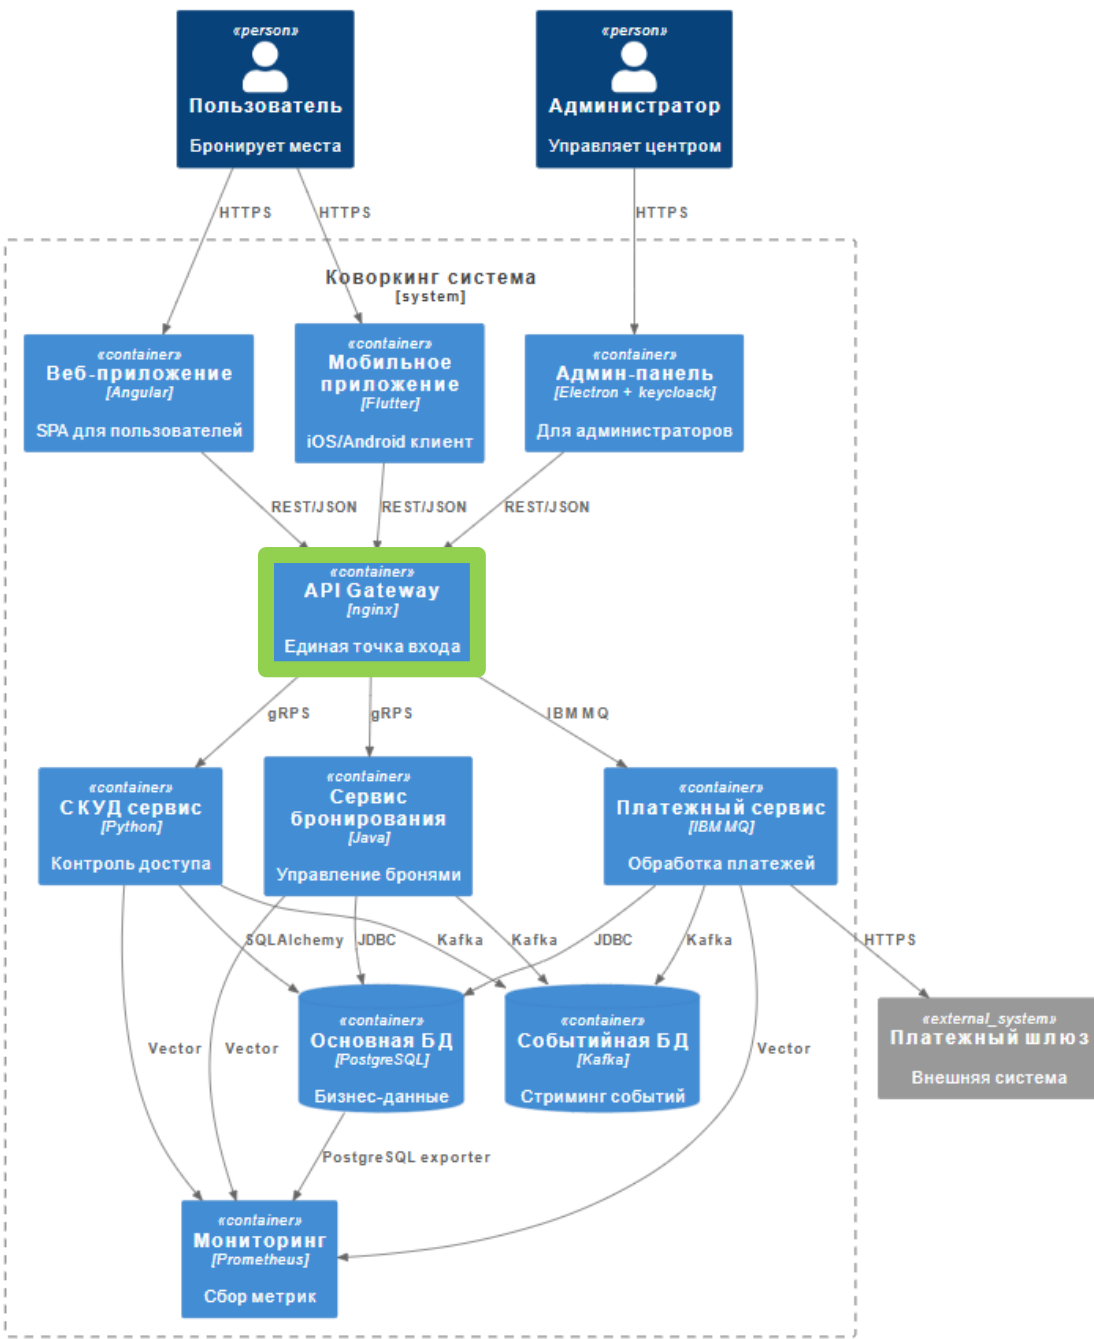 «person»
Пользователь
Бронирует места
«person»
Администратор
Управляет центром
HTTPS
HTTPS
HTTPS
Коворкинг система
[system]
«container»
Веб-приложение
[Angular]
SPA для пользователей
«container»
Мобильное
приложение
[Flutter]
iOS/Android клиент
«container»
Админ-панель
[Electron + keycloack]
Для администраторов
REST/JSON
REST/JSON
REST/JSON
«container»
API Gateway
[nginx]
Единая точка входа
gRPS
gRPS
IBM MQ
«container»
СКУД сервис
[Python]
Контроль доступа
«container»
Сервис
бронирования
[Java]
Управление бронями
«container»
Платежный сервис
[IBM MQ]
Обработка платежей
SQLAlchemy
JDBC
Kafka
Kafka
JDBC
Kafka
HTTPS
«container»
Основная БД
[PostgreSQL]
Бизнес-данные
«container»
Событийная БД
[Kafka]
Стриминг событий
«external_system»
Платежный шлюз
Внешняя система
Vector
Vector
Vector
PostgreSQL exporter
«container»
Мониторинг
[Prometheus]
Сбор метрик